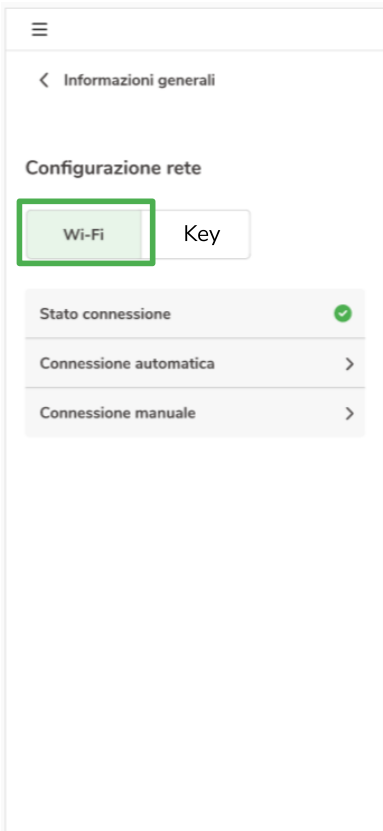 Informazioni generali
Configurazione rete
Wi-Fi
Key
Stato connessione
Connessione automatica
Connessione manuale